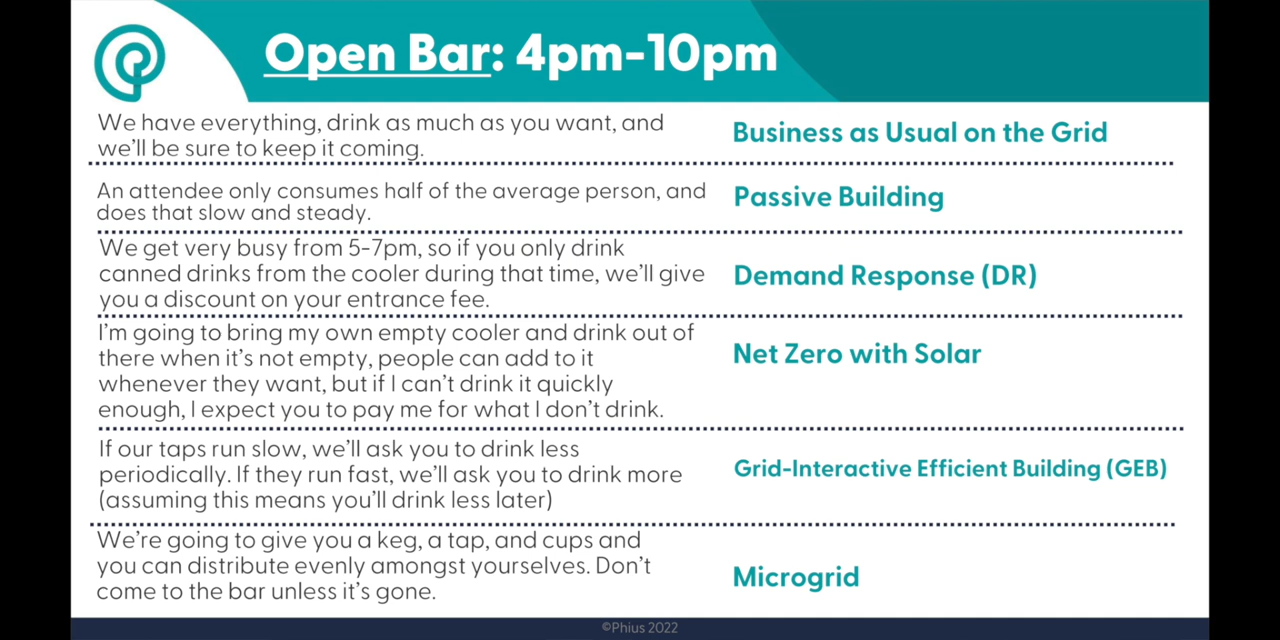 Open Bar: 4pm-10pm
We have everything, drink as much as you want, and
we'll be sure to keep it coming.
Business as Usual on the Grid
An attendee only consumes half of the average person, and
does that slow and steady.
Passive Building
We get very busy from 5-7pm, so if you only drink
canned drinks from the cooler during that time, we'll give
you a discount on your entrance fee.
Demand Response (DR)
I'm going to bring my own empty cooler and drink out of
there when it's not empty, people can add to it
whenever they want, but if I can't drink it quickly
enough, I expect you to pay me for what I don't drink.
Net Zero with Solar
If our taps run slow, we'll ask you to drink less
periodically. If they run fast, we'll ask you to drink more
(assuming this means you'll drink less later)
Grid-Interactive Efficient Building (GEB)
We're going to give you a keg, a tap, and cups and
you can distribute evenly amongst yourselves. Don't
come to the bar unless it's gone.
Microgrid
©Phius 2022